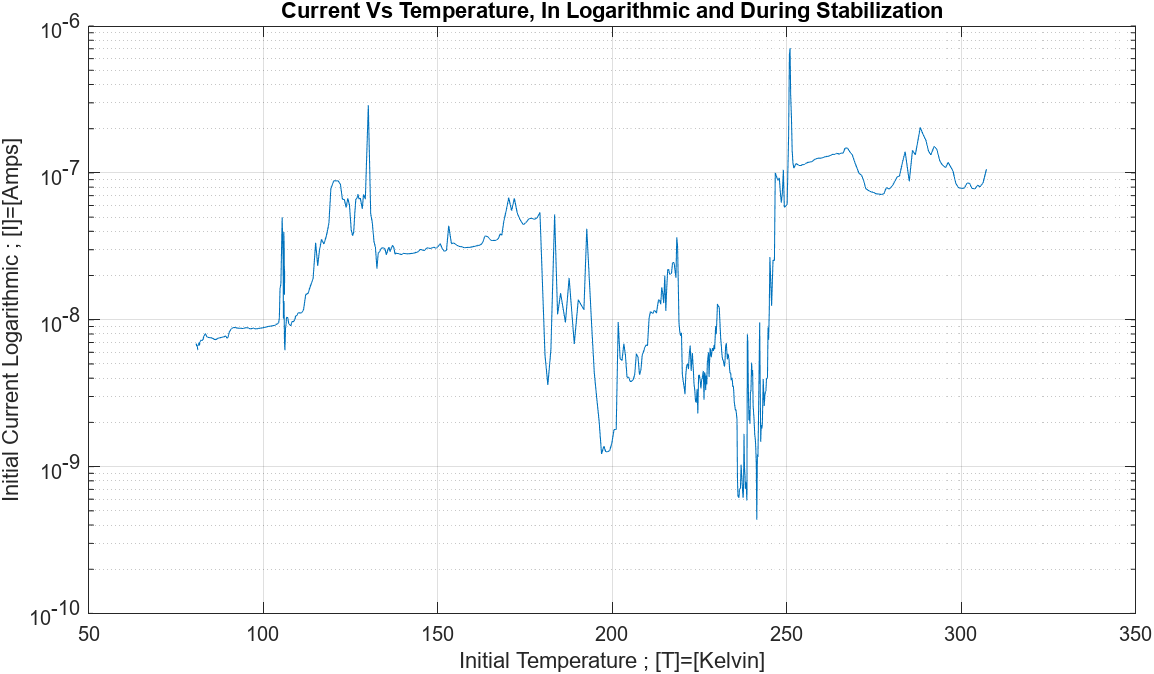 Current Vs Temperature, In Logarithmic and During Stabilization
10^-6
10^-7
10^-8
10^-9
10^-10
Initial Current Logarithmic ; [I]=[Amps]
50 100 150 200 250 300 350
Initial Temperature ; [T]=[Kelvin]